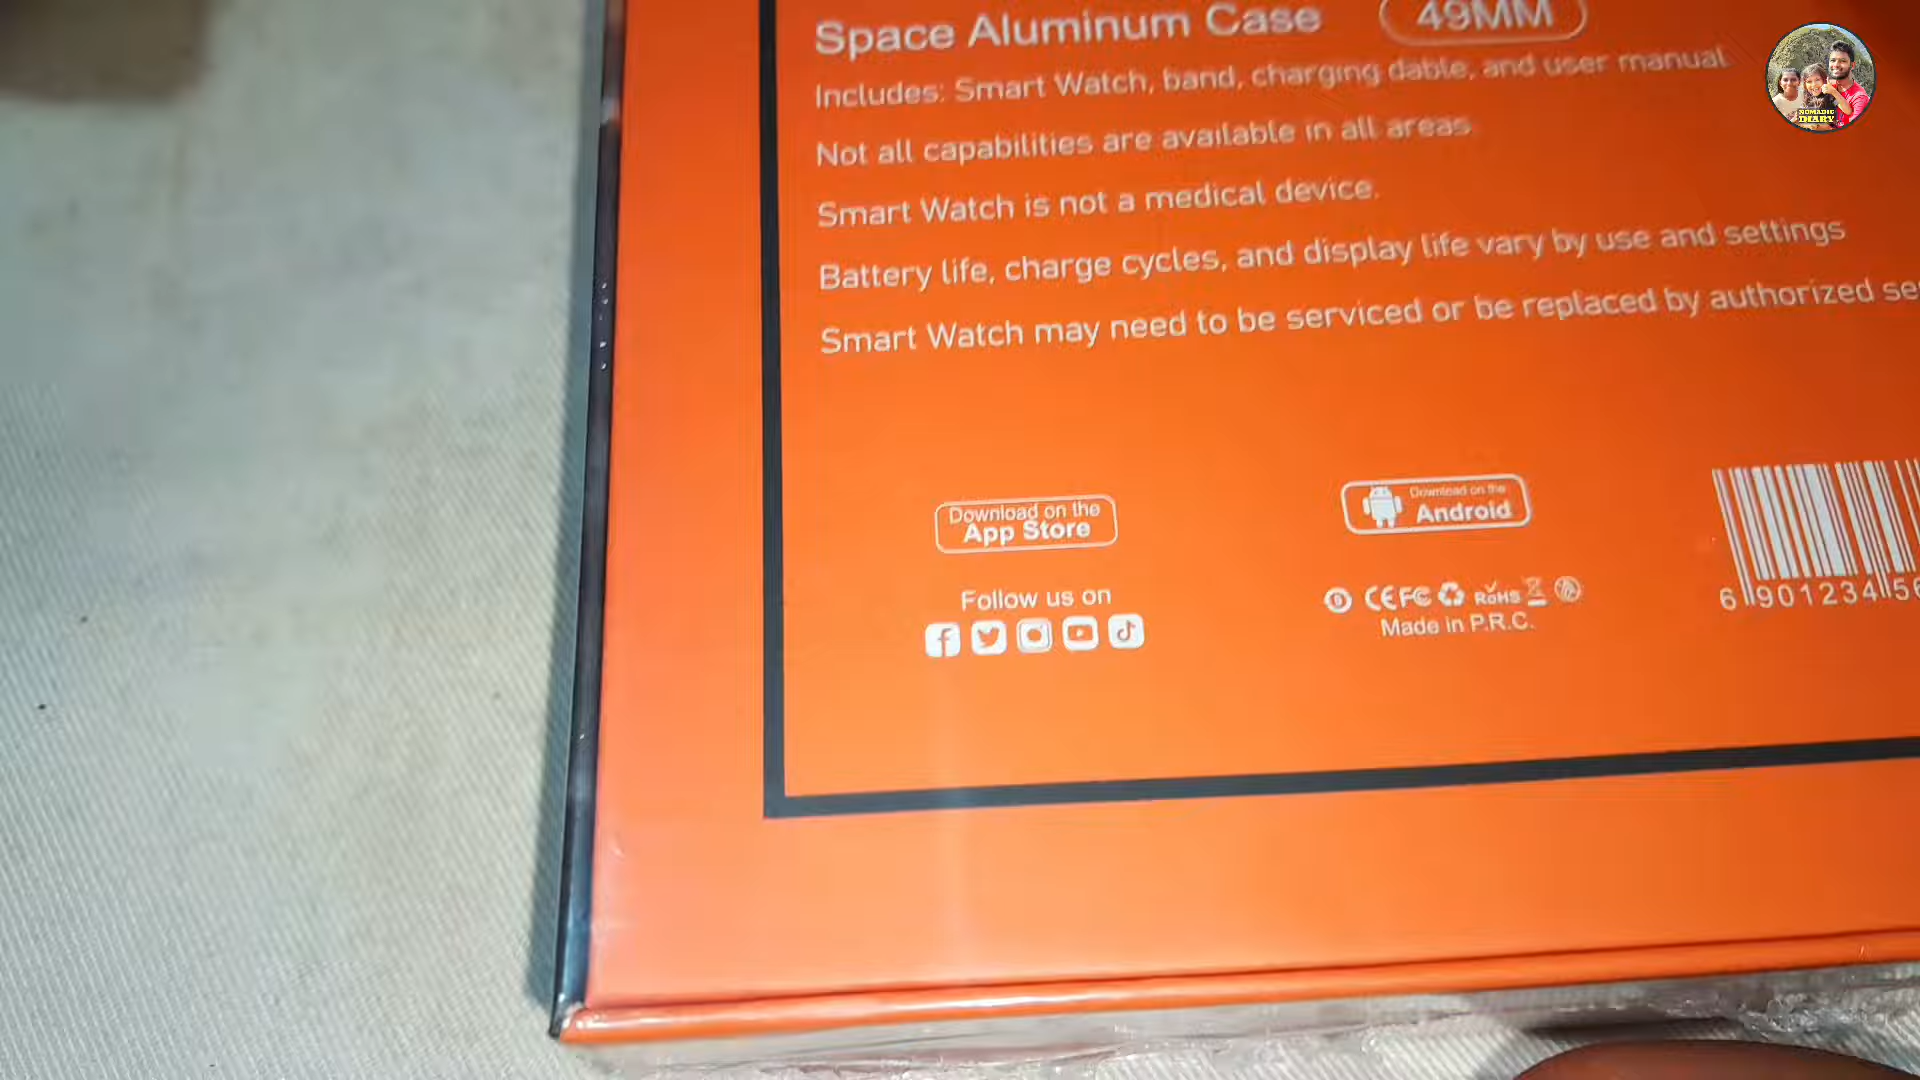 Space Aluminum Case 49MM
Includes: Smart Watch, band, charging dable, and user manual.
Not all capabilities are available in all areas.
Smart Watch is not a medical device.
Battery life, charge cycles, and display life vary by use and settings
Smart Watch may need to be serviced or be replaced by authorized se
Download on the
App Store
Download on the
Android
Follow us on
CE FC RoHS
Made in P.R.C.
6 901234 56
NOMADIC
DIARY